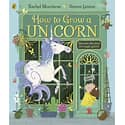 Rachel Morrisroe Steven Lenton
How to Grow a
UNICORN